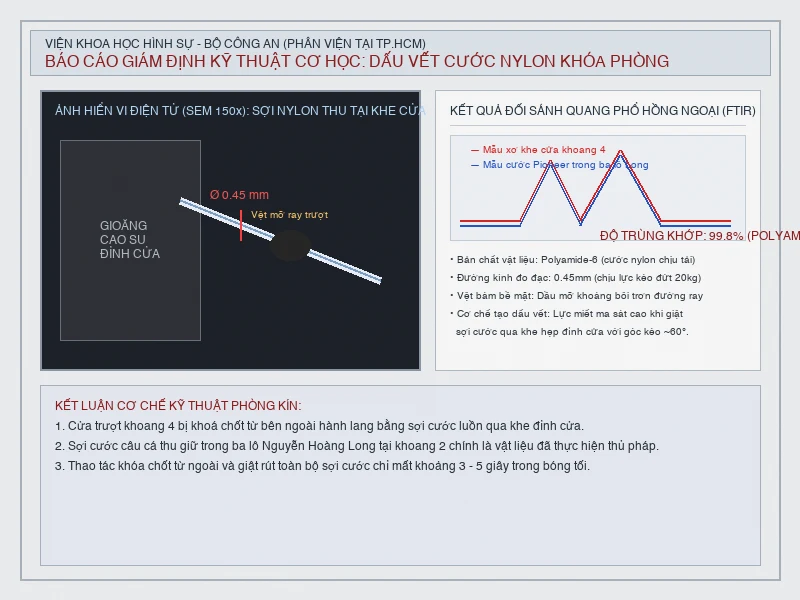 VIỆN KHOA HỌC HÌNH SỰ - BỘ CÔNG AN (PHÂN VIỆN TẠI TP.HCM)
BÁO CÁO GIÁM ĐỊNH KỸ THUẬT CƠ HỌC: DẤU VẾT CƯỚC NYLON KHÓA PHÒNG
ẢNH HIỂN VI ĐIỆN TỬ (SEM 150x): SỢI NYLON THU TẠI KHE CỬA
GIOĂNG
CAO SU
ĐỈNH CỬA
Ø 0.45 mm
Vệt mỡ ray trượt
KẾT QUẢ ĐỐI SÁNH QUANG PHỔ HỒNG NGOẠI (FTIR)
— Mẫu xơ khe cửa khoang 4
— Mẫu cước Pioneer trong ba lô Long
ĐỘ TRÙNG KHỚP: 99.8% (POLYAM
• Bản chất vật liệu: Polyamide-6 (cước nylon chịu tải)
• Đường kính đo đạc: 0.45mm (chịu lực kéo đứt 20kg)
• Vệt bám bề mặt: Dầu mỡ khoáng bôi trơn đường ray
• Cơ chế tạo dấu vết: Lực miết ma sát cao khi giật
sợi cước qua khe hẹp đỉnh cửa với góc kéo ~60°.
KẾT LUẬN CƠ CHẾ KỸ THUẬT PHÒNG KÍN:
1. Cửa trượt khoang 4 bị khoá chốt từ bên ngoài hành lang bằng sợi cước luồn qua khe đỉnh cửa.
2. Sợi cước câu cá thu giữ trong ba lô Nguyễn Hoàng Long tại khoang 2 chính là vật liệu đã thực hiện thủ pháp.
3. Thao tác khóa chốt từ ngoài và giật rút toàn bộ sợi cước chỉ mất khoảng 3 - 5 giây trong bóng tối.